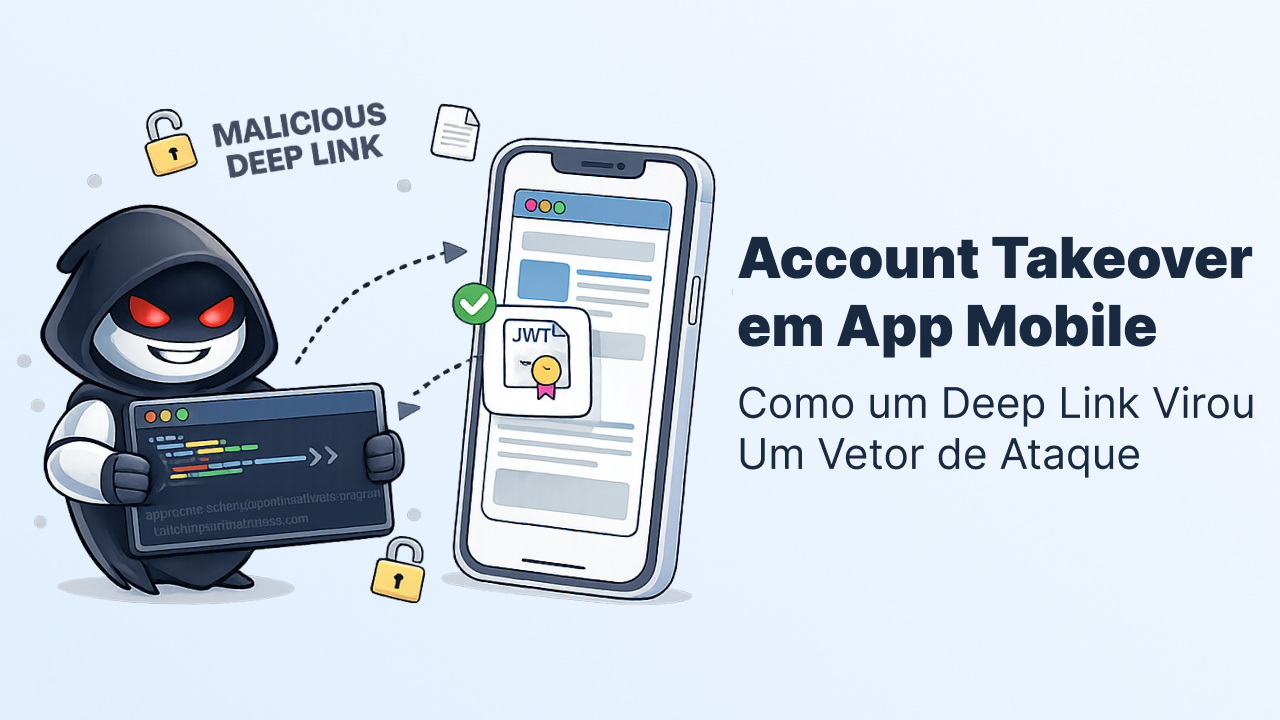 MALICIOUS
DEEP LINK
JWT
Account Takeover
em App Mobile
Como um Deep Link Virou
Um Vetor de Ataque